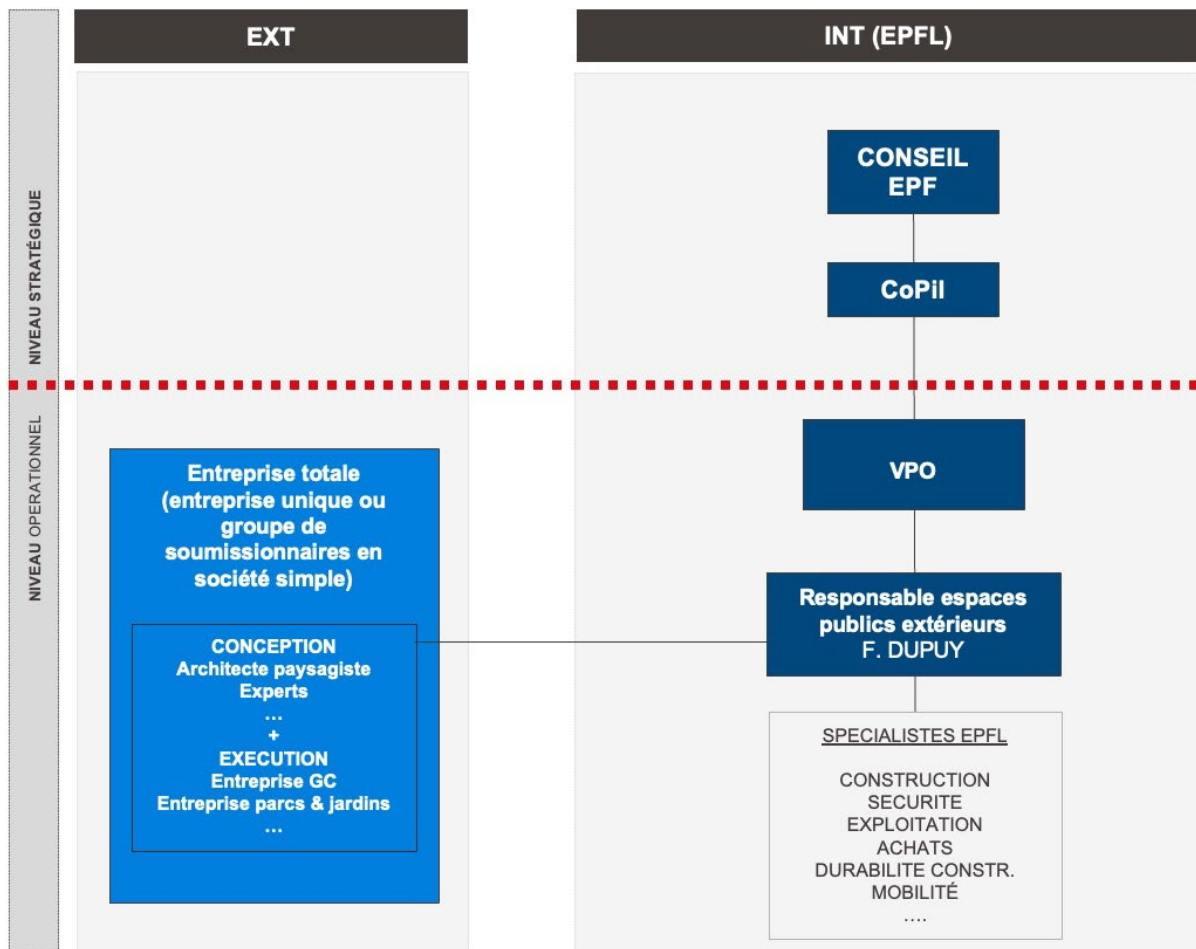 EXT
INT (EPFL)
NIVEAU STRATÉGIQUE
CONSEIL
EPF
CoPil
NIVEAU OPERATIONNEL
VPO
Entreprise totale
(entreprise unique ou
groupe de
soumissionnaires en
société simple)
CONCEPTION
Architecte paysagiste
Experts
...
+
EXECUTION
Entreprise GC
Entreprise parcs & jardins
...
Responsable espaces
publics extérieurs
F. DUPUY
SPECIALISTES EPFL
CONSTRUCTION
SECURITE
EXPLOITATION
ACHATS
DURABILITE CONSTR.
MOBILITÉ
....